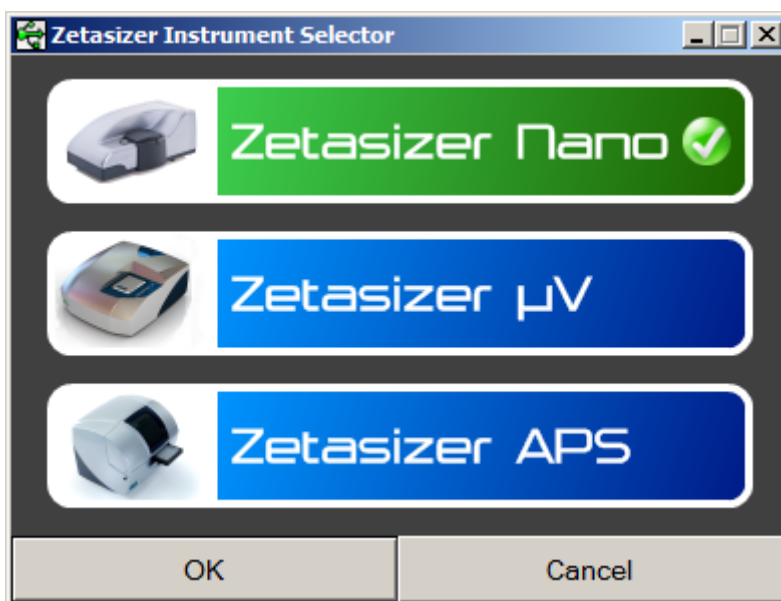 Zetasizer Instrument Selector
Zetasizer Nano
Zetasizer µV
Zetasizer APS
OK
Cancel